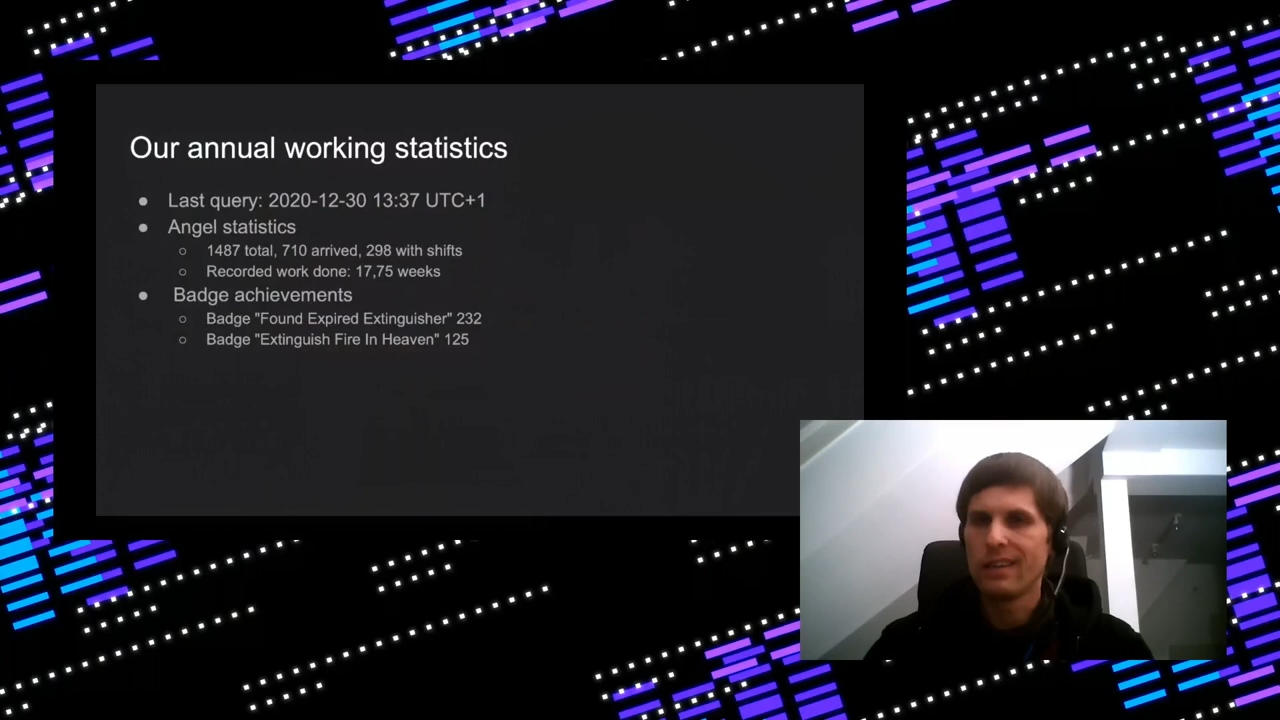 Our annual working statistics
● Last query: 2020-12-30 13:37 UTC+1
● Angel statistics
○ 1487 total, 710 arrived, 298 with shifts
○ Recorded work done: 17,75 weeks
● Badge achievements
○ Badge "Found Expired Extinguisher" 232
○ Badge "Extinguish Fire In Heaven" 125